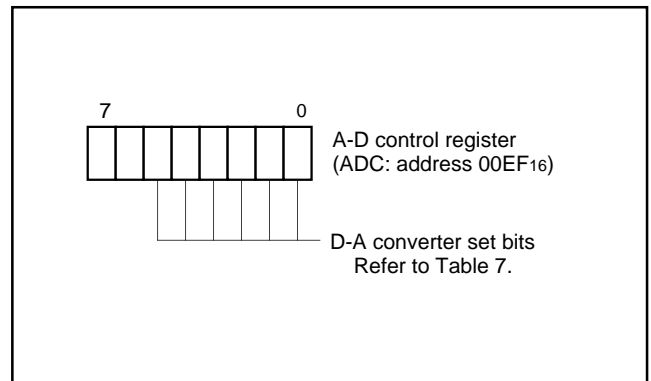 7 0
A-D control register
(ADC: address 00EF16)
D-A converter set bits
Refer to Table 7.